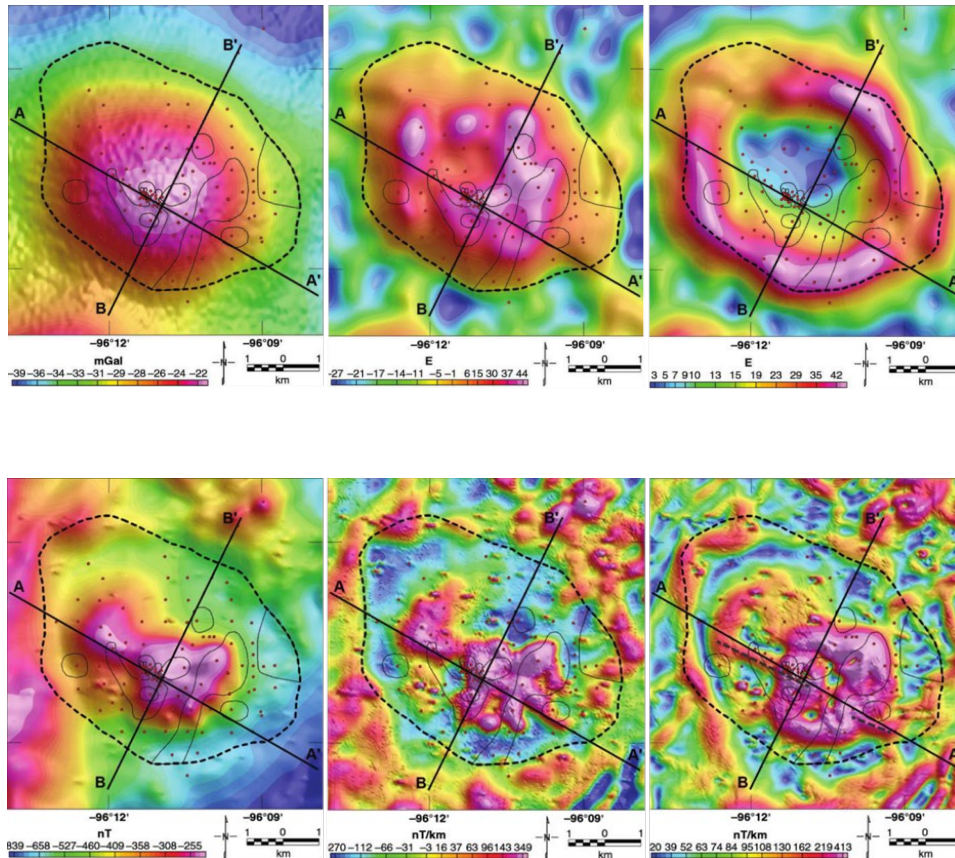 B' B' B'
A A A
A' A' A'
B B B
−96°12' −96°09' −96°12' −96°09' −96°12' −96°09'
mGal E E
−39 −36 −34 −33 −31 −29 −28 −26 −24 −22 −27 −21 −17 −14 −11 −5 −1 6 15 30 37 44 3 5 7 9 10 13 15 19 23 29 35 42
N N N
1 0 1 1 0 1 1 0 1
km km km
B' B' B'
A A A
A' A' A'
B B B
−96°12' −96°09' −96°12' −96°09' −96°12' −96°09'
nT nT/km nT/km
839 −658 −527 −460 −409 −358 −308 −255 270 −112 −66 −31 −3 16 37 63 96 143 349 20 39 52 63 74 84 95 108 130 162 219 413
N N N
1 0 1 1 0 1 1 0 1
km km km